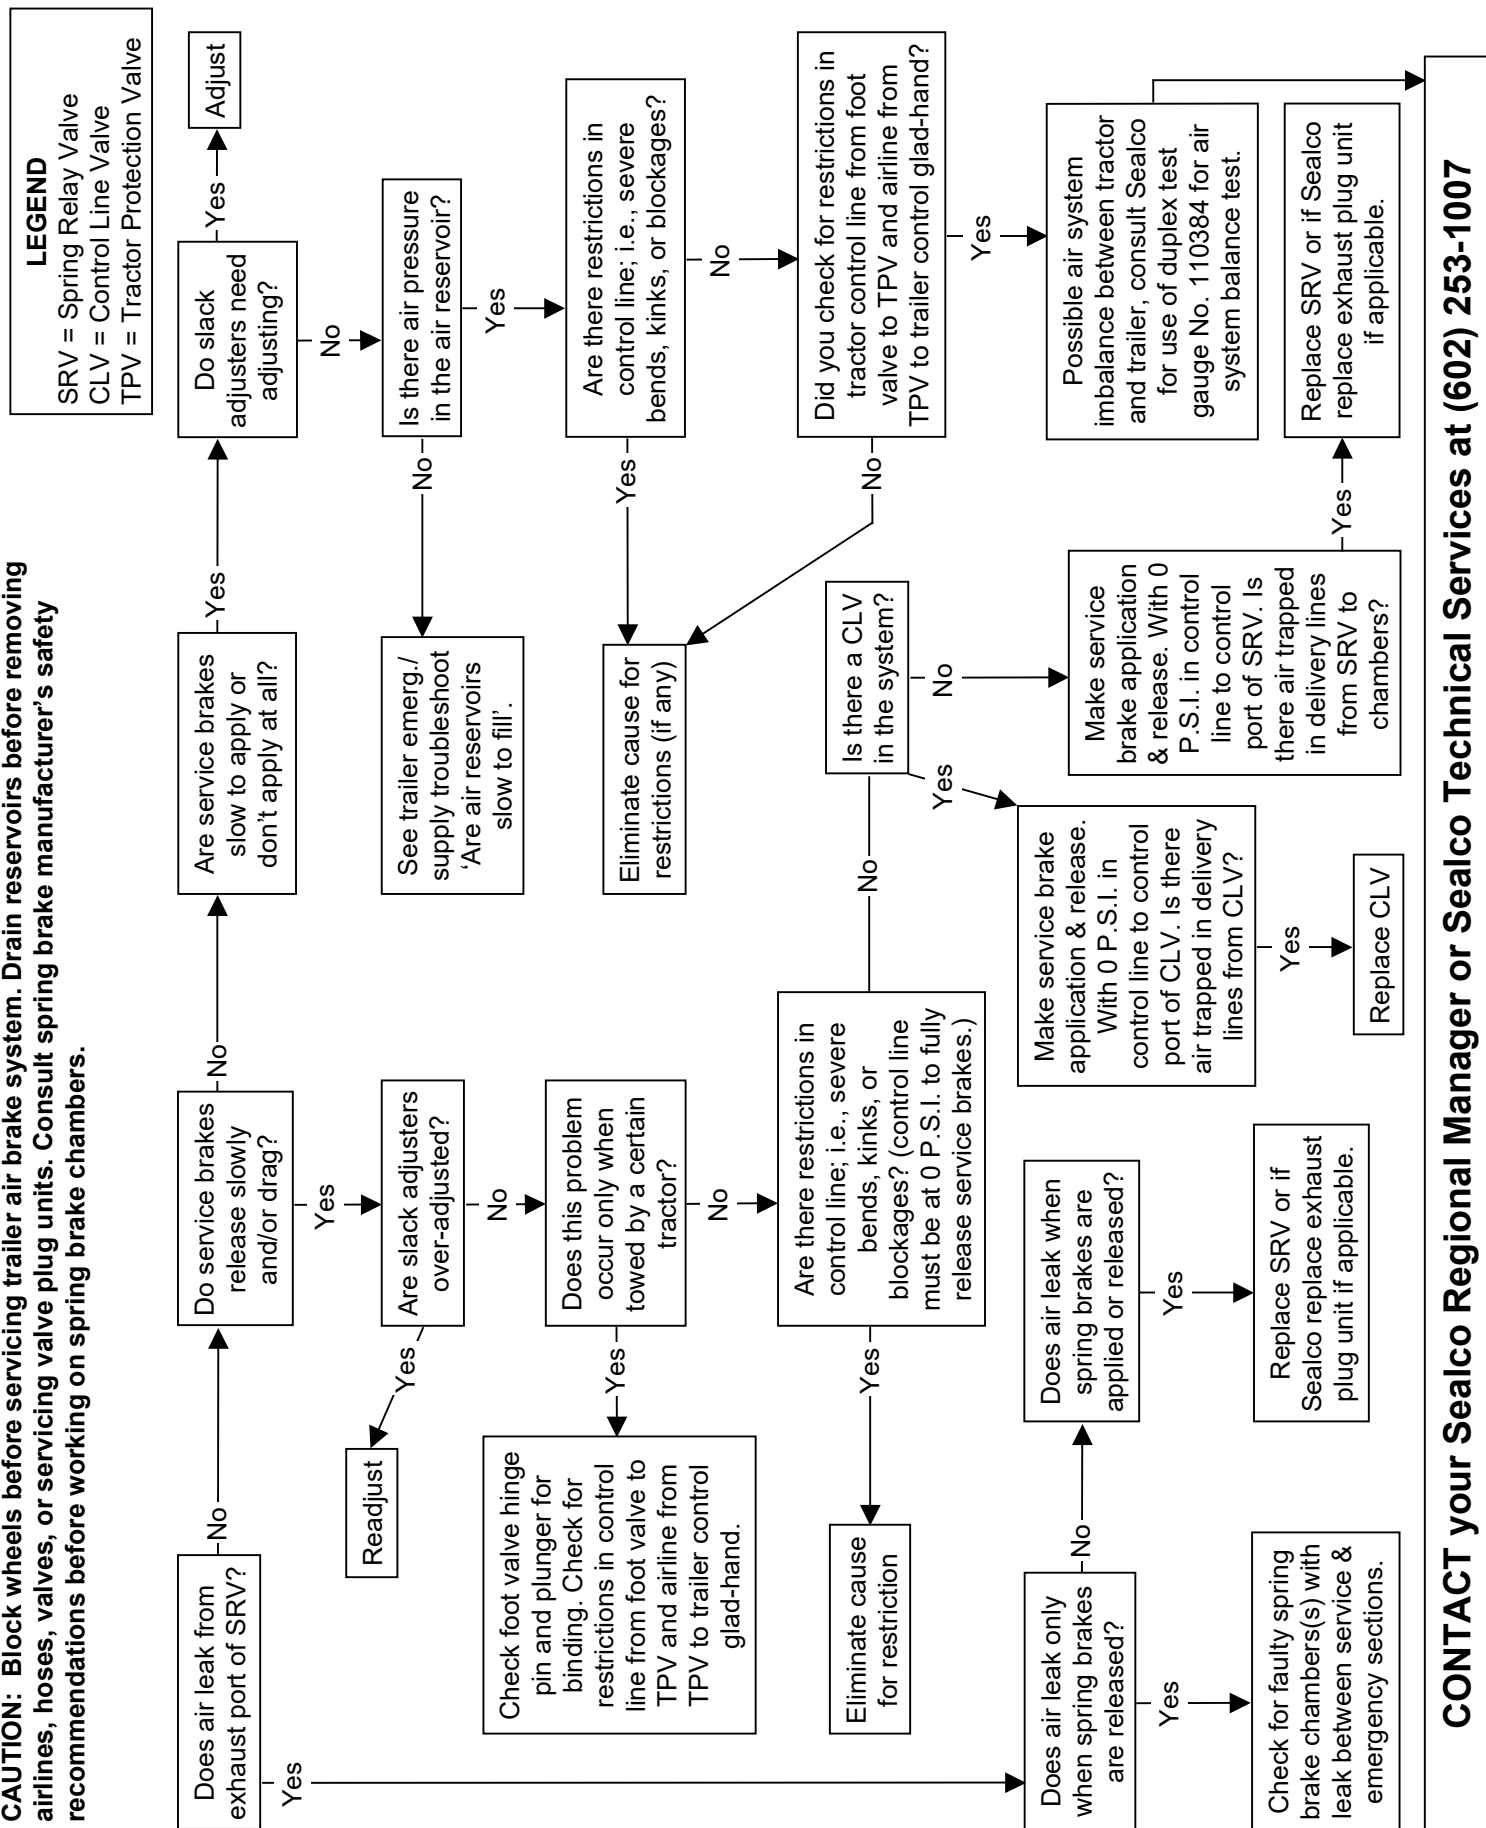 CAUTION:  Block wheels before servicing trailer air brake system. Drain reservoirs before removing
airlines, hoses, valves, or servicing valve plug units. Consult spring brake manufacturer's safety
recommendations before working on spring brake chambers.
LEGEND
SRV = Spring Relay Valve
CLV = Control Line Valve
TPV = Tractor Protection Valve
Does air leak from
exhaust port of SRV?
No
Do service brakes
release slowly
and/or drag?
No
Are service brakes
slow to apply or
don't apply at all?
Yes
Do slack
adjusters need
adjusting?
Yes
Adjust
Yes
Yes
No
Readjust
Yes
Are slack adjusters
over-adjusted?
See trailer emerg./
supply troubleshoot
‘Are air reservoirs
slow to fill’.
No
Is there air pressure
in the air reservoir?
No
Yes
Check foot valve hinge
pin and plunger for
binding. Check for
restrictions in control
line from foot valve to
TPV and airline from
TPV to trailer control
glad-hand.
Yes
Does this problem
occur only when
towed by a certain
tractor?
Eliminate cause for
restrictions (if any)
Yes
Are there restrictions in
control line; i.e., severe
bends, kinks, or blockages?
No
No
Eliminate cause
for restriction
Yes
Are there restrictions in
control line; i.e., severe
bends, kinks, or
blockages? (control line
must be at 0 P.S.I. to fully
release service brakes.)
No
Is there a CLV
in the system?
No
Did you check for restrictions in
tractor control line from foot
valve to TPV and airline from
TPV to trailer control glad-hand?
Yes
No
Yes
Does air leak only
when spring brakes
are released?
No
Does air leak when
spring brakes are
applied or released?
Make service brake
application & release.
With 0 P.S.I. in
control line to control
port of CLV. Is there
air trapped in delivery
lines from CLV?
Make service
brake application
& release. With 0
P.S.I. in control
line to control
port of SRV. Is
there air trapped
in delivery lines
from SRV to
chambers?
Yes
Possible air system
imbalance between tractor
and trailer, consult Sealco
for use of duplex test
gauge No. 110384 for air
system balance test.
Yes
Yes
Yes
Check for faulty spring
brake chambers(s) with
leak between service &
emergency sections.
Replace SRV or if
Sealco replace exhaust
plug unit if applicable.
Replace CLV
Replace SRV or if Sealco
replace exhaust plug unit
if applicable.
CONTACT your Sealco Regional Manager or Sealco Technical Services at (602) 253-1007